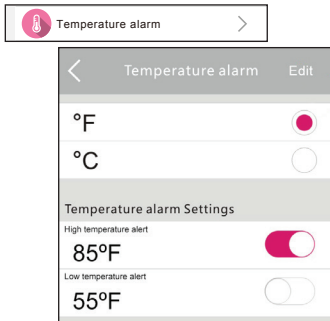 Temperature alarm
Temperature alarm Edit
°F
°C
Temperature alarm Settings
High temperature alert
85ºF
Low temperature alert
55ºF